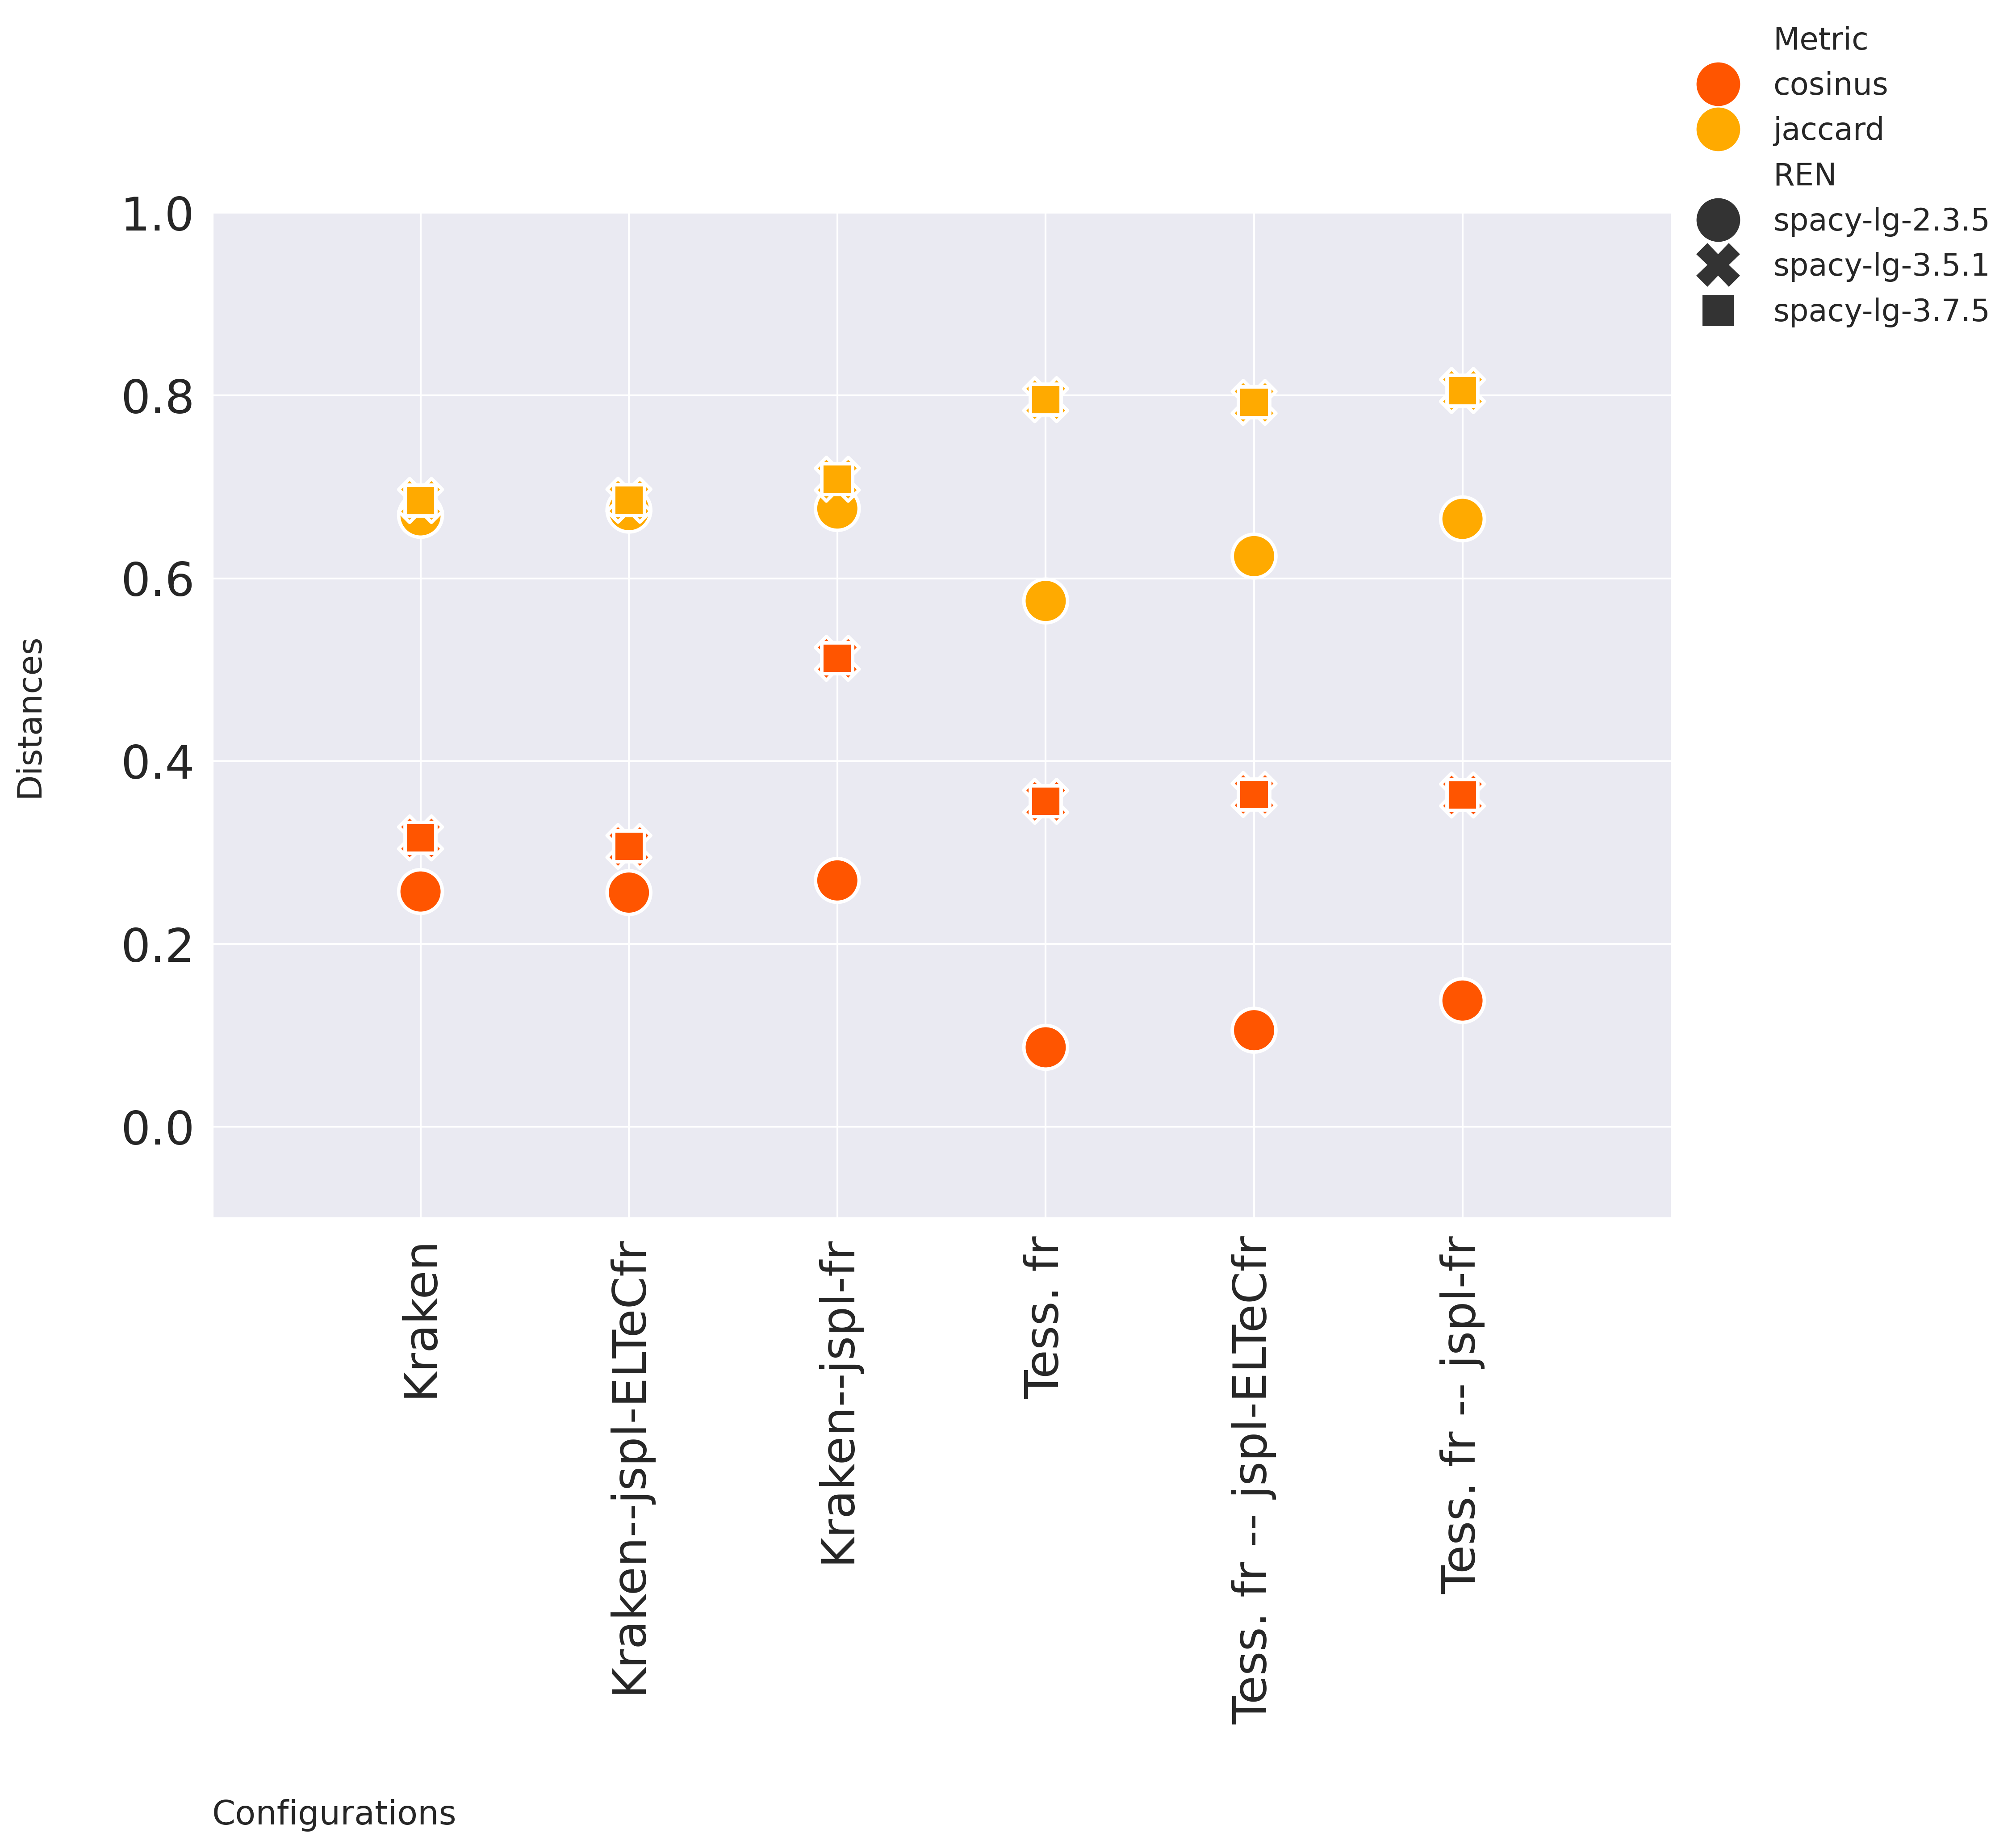 Metric
cosinus
jaccard
REN
spacy-lg-2.3.5
spacy-lg-3.5.1
spacy-lg-3.7.5
1.0
0.8
0.6
0.4
0.2
0.0
Distances
Kraken
Kraken--jspl-ELTeCfr
Kraken--jspl-fr
Tess. fr
Tess. fr -- jspl-ELTeCfr
Tess. fr -- jspl-fr
Configurations